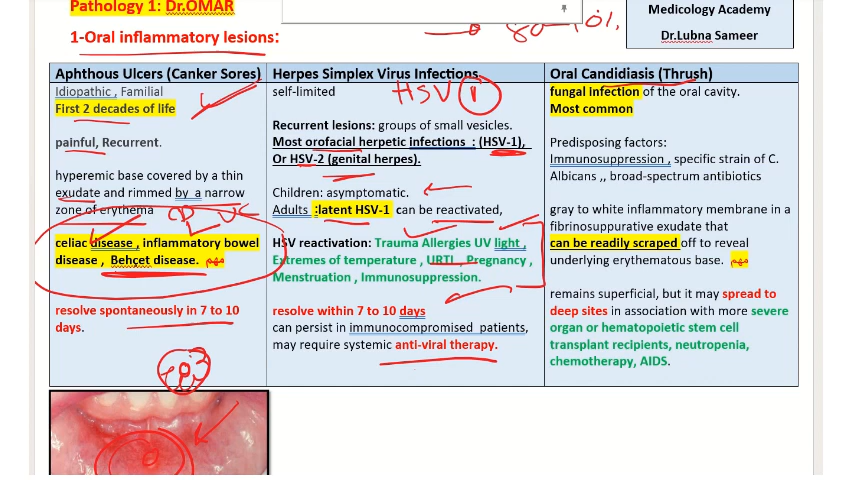 Pathology 1: Dr.OMAR
Medicology Academy
Dr.Lubna Sameer
1-Oral inflammatory lesions:
Aphthous Ulcers (Canker Sores)
Idiopathic , Familial
First 2 decades of life
painful, Recurrent.
hyperemic base covered by a thin
exudate and rimmed by a narrow
zone of erythema
CD UC
celiac disease , inflammatory bowel
disease , Behçet disease. مهم
resolve spontaneously in 7 to 10
days.
Herpes Simplex Virus Infections
self-limited
HSV 1
Recurrent lesions: groups of small vesicles.
Most orofacial herpetic infections : (HSV-1),
Or HSV-2 (genital herpes).
Children: asymptomatic.
Adults :latent HSV-1 can be reactivated,
HSV reactivation: Trauma Allergies UV light ,
Extremes of temperature , URTI, Pregnancy ,
Menstruation , Immunosuppression.
resolve within 7 to 10 days
can persist in immunocompromised patients,
may require systemic anti-viral therapy.
Oral Candidiasis (Thrush)
fungal infection of the oral cavity.
Most common
Predisposing factors:
Immunosuppression , specific strain of C.
Albicans ,, broad-spectrum antibiotics
gray to white inflammatory membrane in a
fibrinosuppurative exudate that
can be readily scraped off to reveal
underlying erythematous base. مهم
remains superficial, but it may spread to
deep sites in association with more severe
organ or hematopoietic stem cell
transplant recipients, neutropenia,
chemotherapy, AIDS.